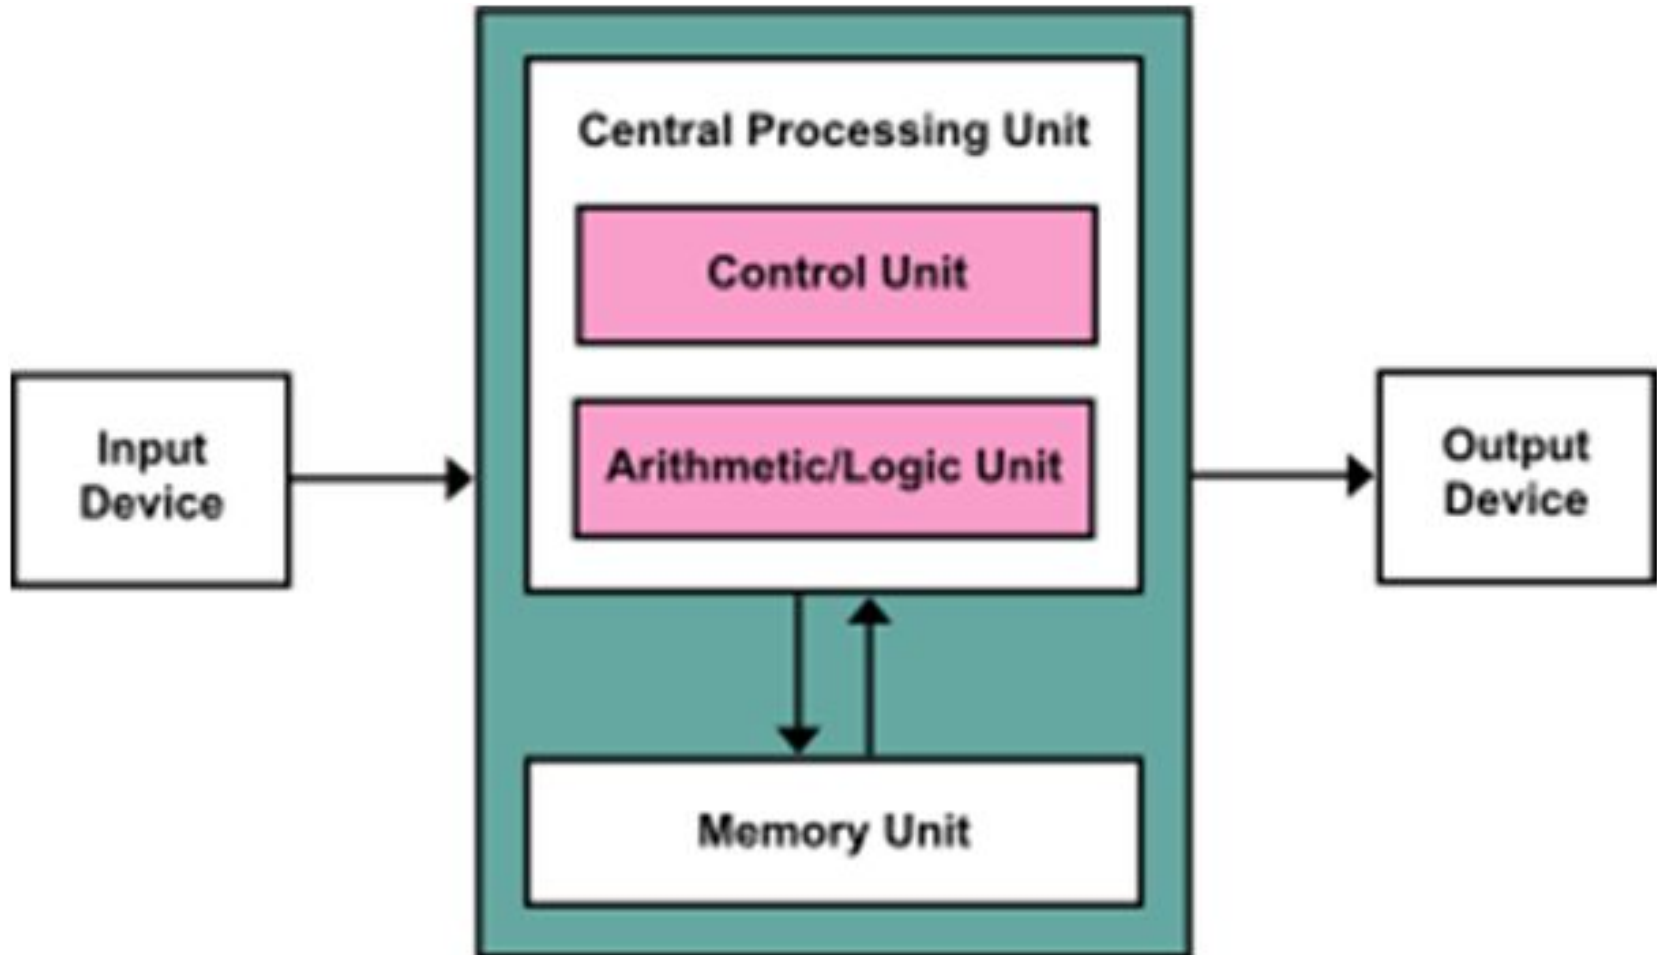 Central Processing Unit
Control Unit
Arithmetic/Logic Unit
Input
Device
Output
Device
Memory Unit